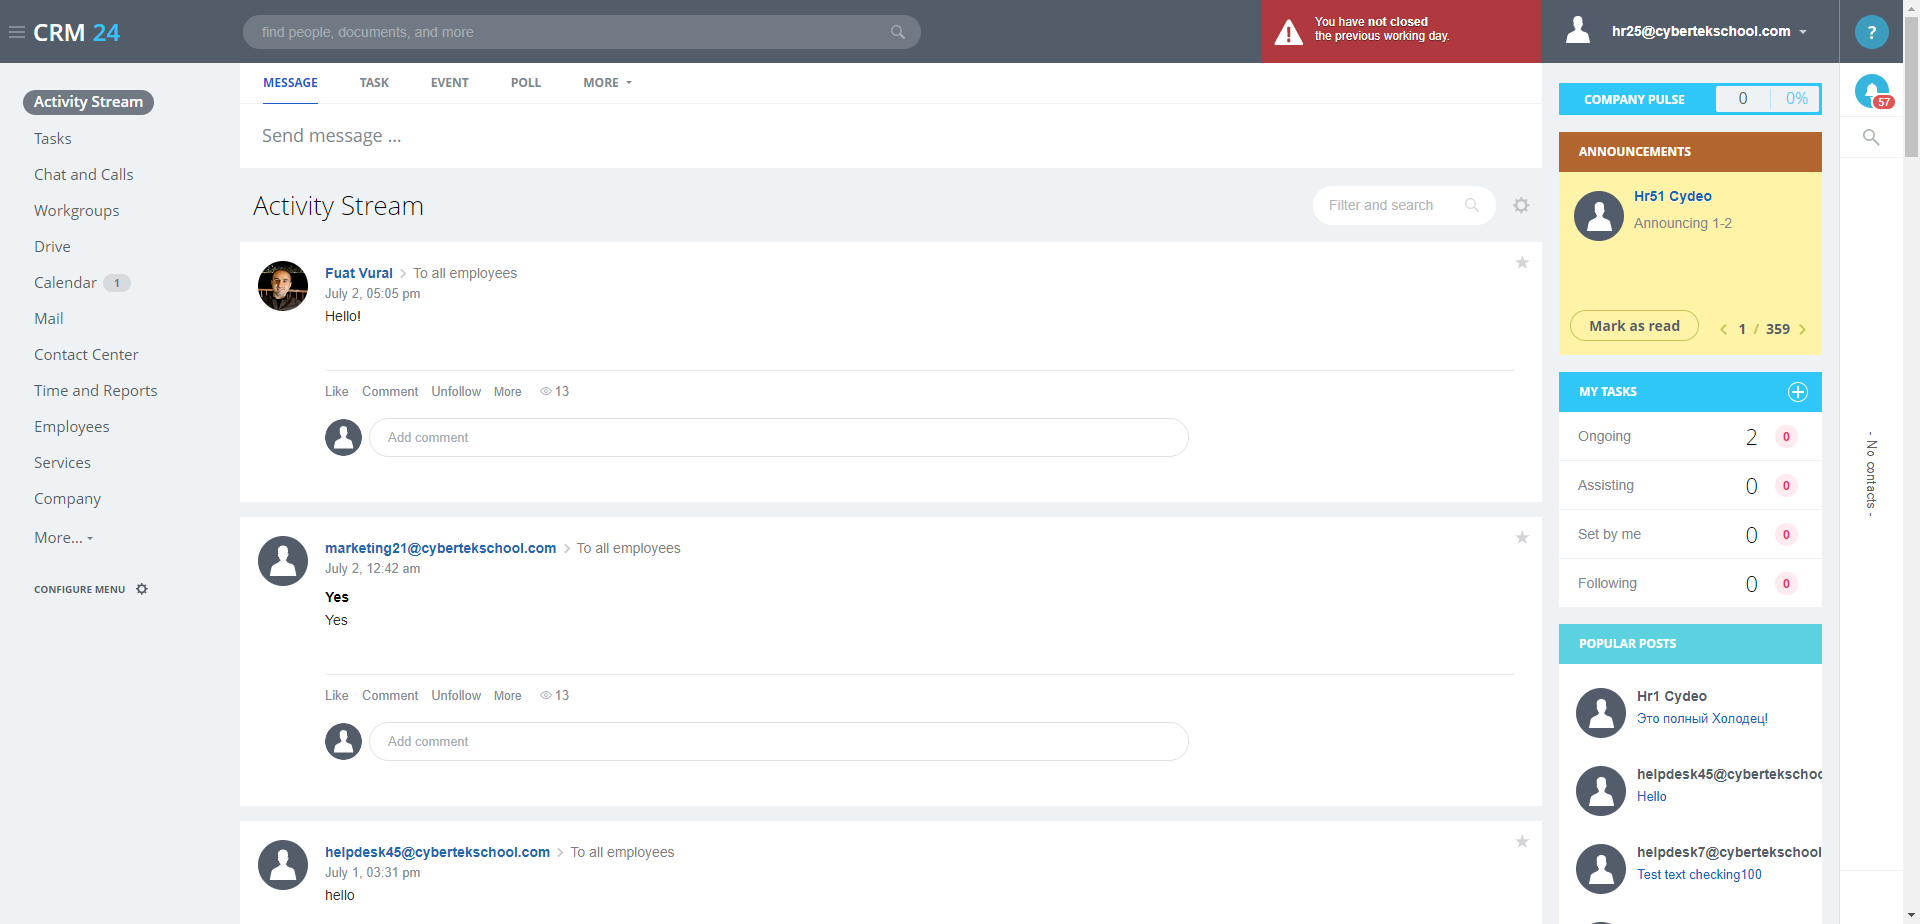 CRM 24
find people, documents, and more
You have not closed
the previous working day.
hr25@cybertekschool.com
?
57
Activity Stream
Tasks
Chat and Calls
Workgroups
Drive
Calendar 1
Mail
Contact Center
Time and Reports
Employees
Services
Company
More...
CONFIGURE MENU
MESSAGE TASK EVENT POLL MORE
Send message ...
Activity Stream
Filter and search
Fuat Vural To all employees
July 2, 05:05 pm
Hello!
Like Comment Unfollow More 13
Add comment
marketing21@cybertekschool.com To all employees
July 2, 12:42 am
Yes
Yes
Like Comment Unfollow More 13
Add comment
helpdesk45@cybertekschool.com To all employees
July 1, 03:31 pm
hello
COMPANY PULSE 0 0%
ANNOUNCEMENTS
Hr51 Cydeo
Announcing 1-2
Mark as read 1 / 359
MY TASKS
Ongoing 2 0
Assisting 0 0
Set by me 0 0
Following 0 0
POPULAR POSTS
Hr1 Cydeo
Это полный Холодец!
helpdesk45@cybertekschoo
Hello
helpdesk7@cybertekschool
Test text checking100
- No contacts -